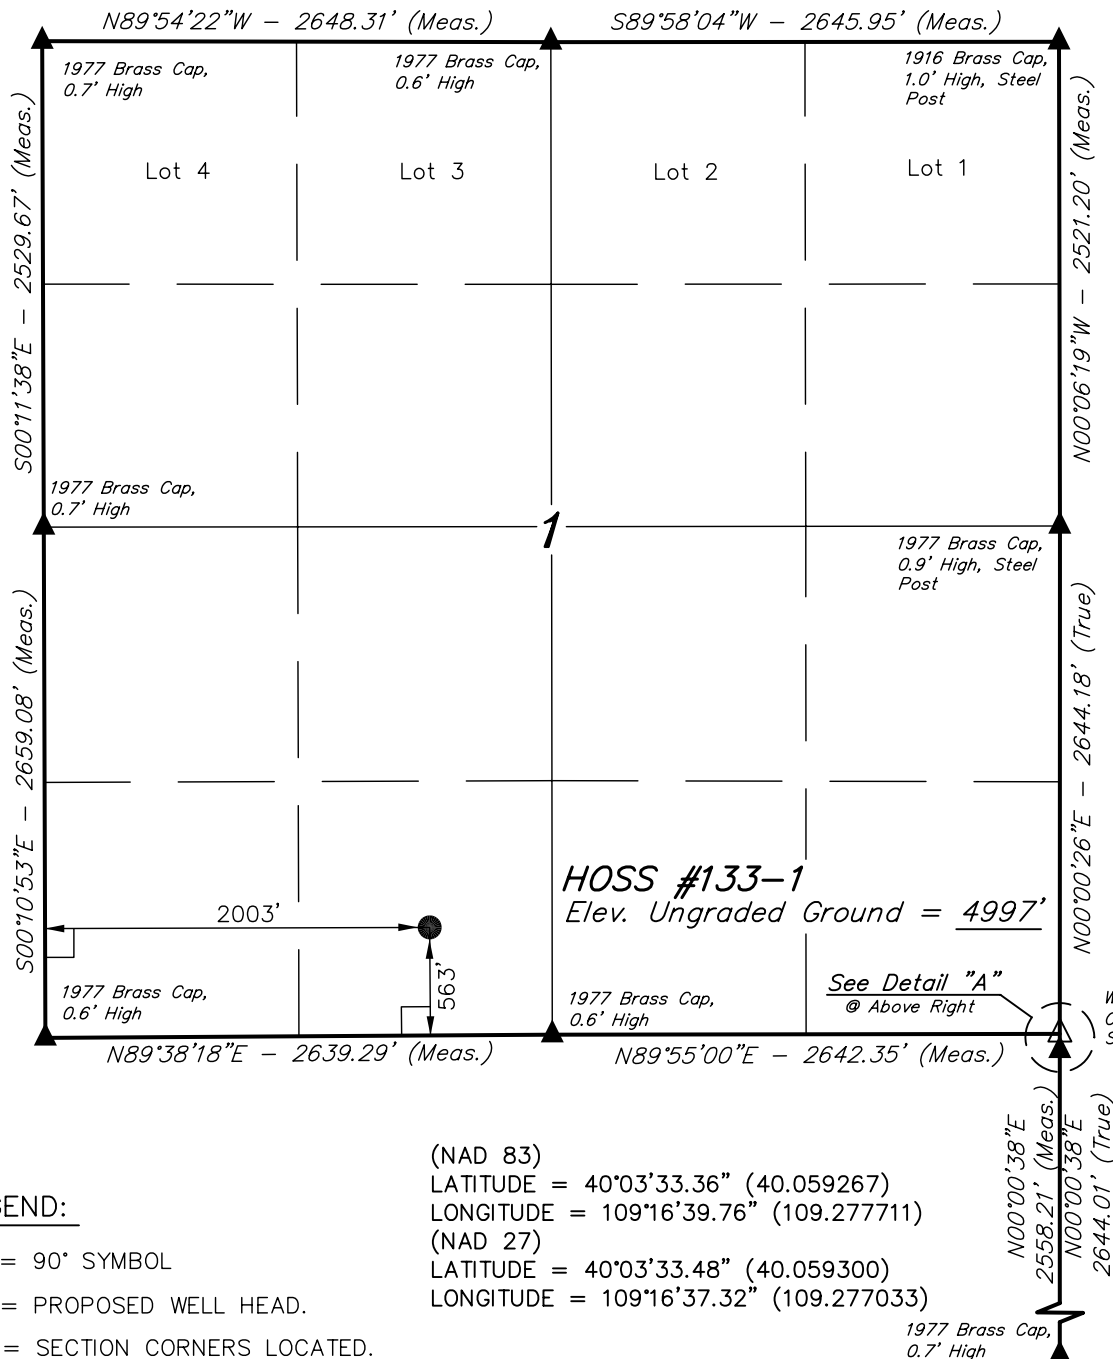 N89°54'22"W – 2648.31' (Meas.)
S89°58'04"W – 2645.95' (Meas.)
1977 Brass Cap,
0.7' High
1977 Brass Cap,
0.6' High
1916 Brass Cap,
1.0' High, Steel
Post
S00°11'38"E – 2529.67' (Meas.)
N00°06'19"W – 2521.20' (Meas.)
Lot 4
Lot 3
Lot 2
Lot 1
1977 Brass Cap,
0.7' High
1
1977 Brass Cap,
0.9' High, Steel
Post
S00°10'53"E – 2659.08' (Meas.)
N00°00'26"E – 2644.18' (True)
HOSS #133–1
Elev. Ungraded Ground = 4997'
2003'
563'
See Detail "A"
@ Above Right
1977 Brass Cap,
0.6' High
1977 Brass Cap,
0.6' High
N89°38'18"E – 2639.29' (Meas.)
N89°55'00"E – 2642.35' (Meas.)
N00°00'38"E
2558.21' (Meas.)
N00°00'38"E
2644.01' (True)
(NAD 83)
LATITUDE = 40°03'33.36" (40.059267)
LONGITUDE = 109°16'39.76" (109.277711)
(NAD 27)
LATITUDE = 40°03'33.48" (40.059300)
LONGITUDE = 109°16'37.32" (109.277033)
END:
= 90° SYMBOL
= PROPOSED WELL HEAD.
= SECTION CORNERS LOCATED.
1977 Brass Cap,
0.7' High